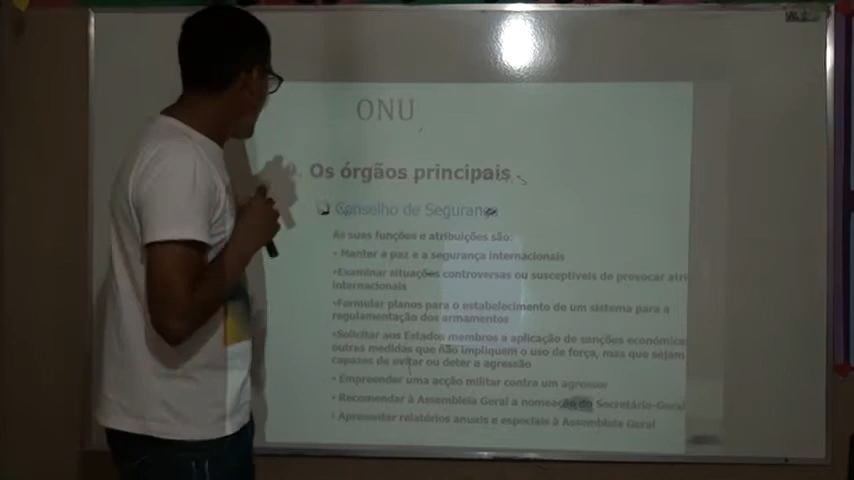 ONU
Os órgãos principais
Conselho de Segurança
As suas funções e atribuições são:
• Manter a paz e a segurança internacionais
•Examinar situações controversas ou susceptíveis de provocar atri
internacionais
•Formular planos para o estabelecimento de um sistema para a
regulamentação dos armamentos
•Solicitar aos Estados membros a aplicação de sanções económica
outras medidas que não impliquem o uso de força, mas que sejam
capazes de evitar ou deter a agressão
• Empreender uma acção militar contra um agressor
• Recomendar à Assembleia Geral a nomeação do Secretário-Geral
Apresentar relatórios anuais e especiais à Assembleia Geral